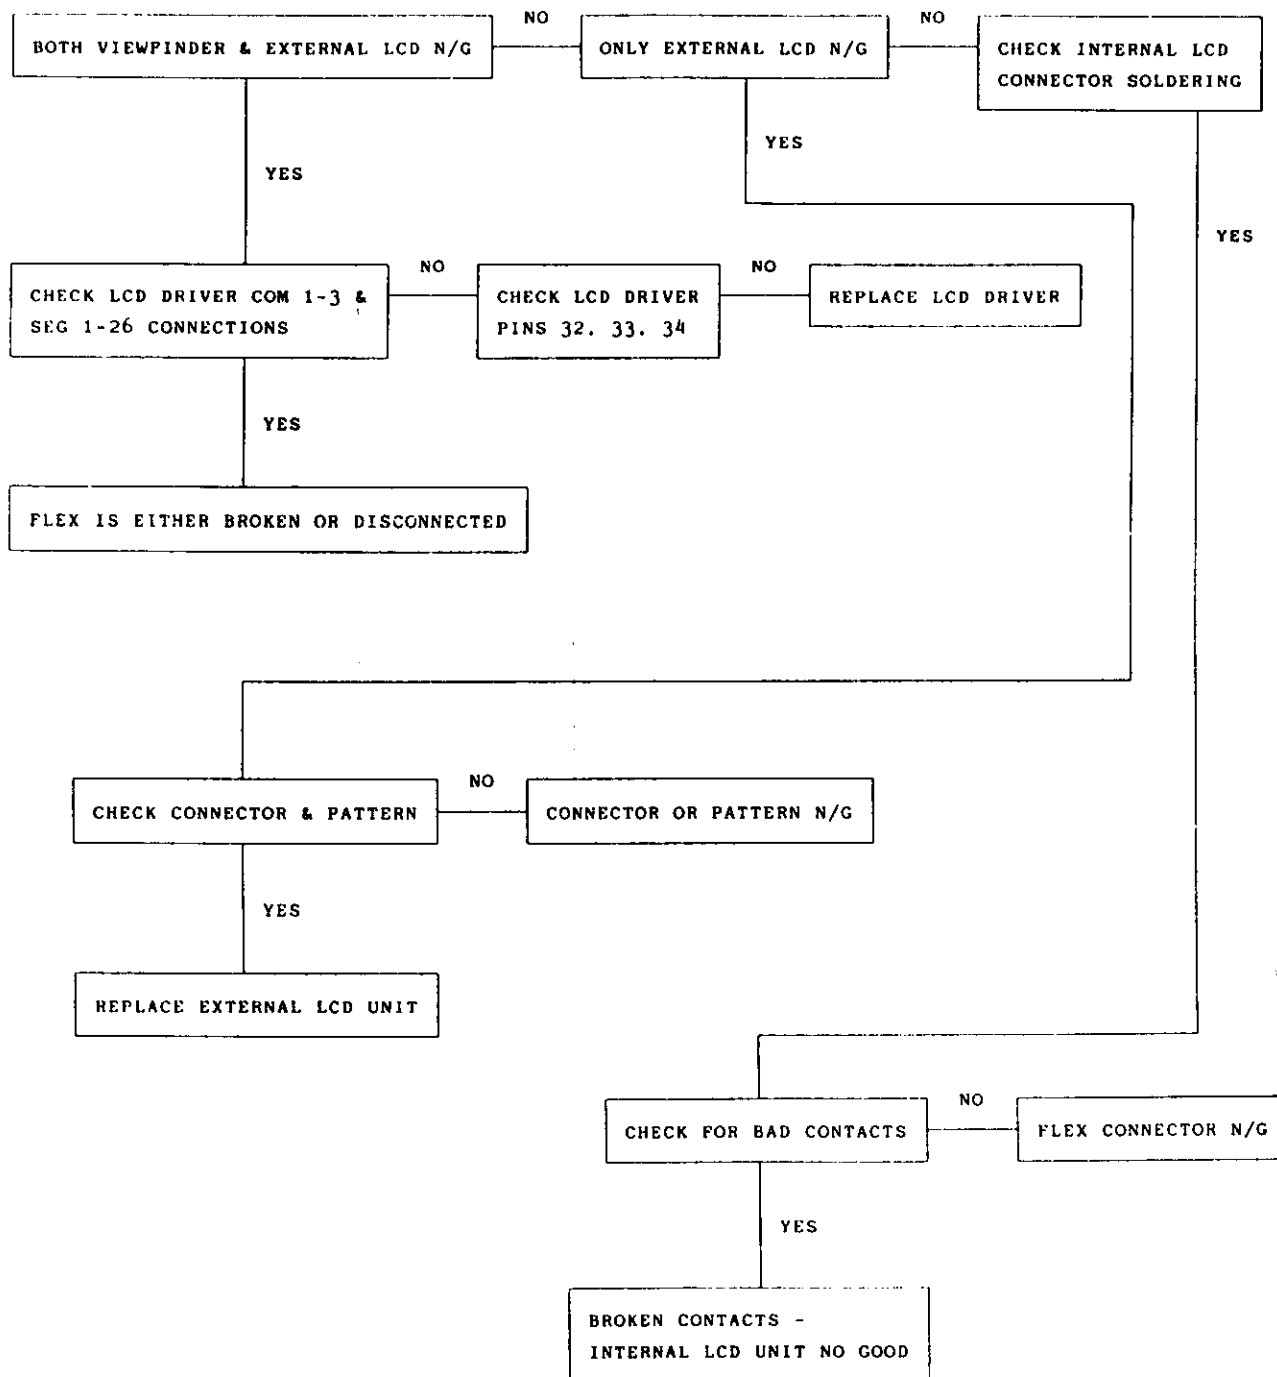 NO
NO
BOTH VIEWPINDER & EXTERNAL LCD N/G
ONLY EXTERNAL LCD N/G
CHECK INTERNAL LCD
CONNECTOR SOLDERING
YES
YES
YES
NO
NO
CHECK LCD DRIVER COM 1-3 &
SEG 1-26 CONNECTIONS
CHECK LCD DRIVER
PINS 32. 33. 34
REPLACE LCD DRIVER
YES
FLEX IS EITHER BROKEN OR DISCONNECTED
NO
CHECK CONNECTOR & PATTERN
CONNECTOR OR PATTERN N/G
YES
REPLACE EXTERNAL LCD UNIT
NO
CHECK FOR BAD CONTACTS
FLEX CONNECTOR N/G
YES
BROKEN CONTACTS -
INTERNAL LCD UNIT NO GOOD